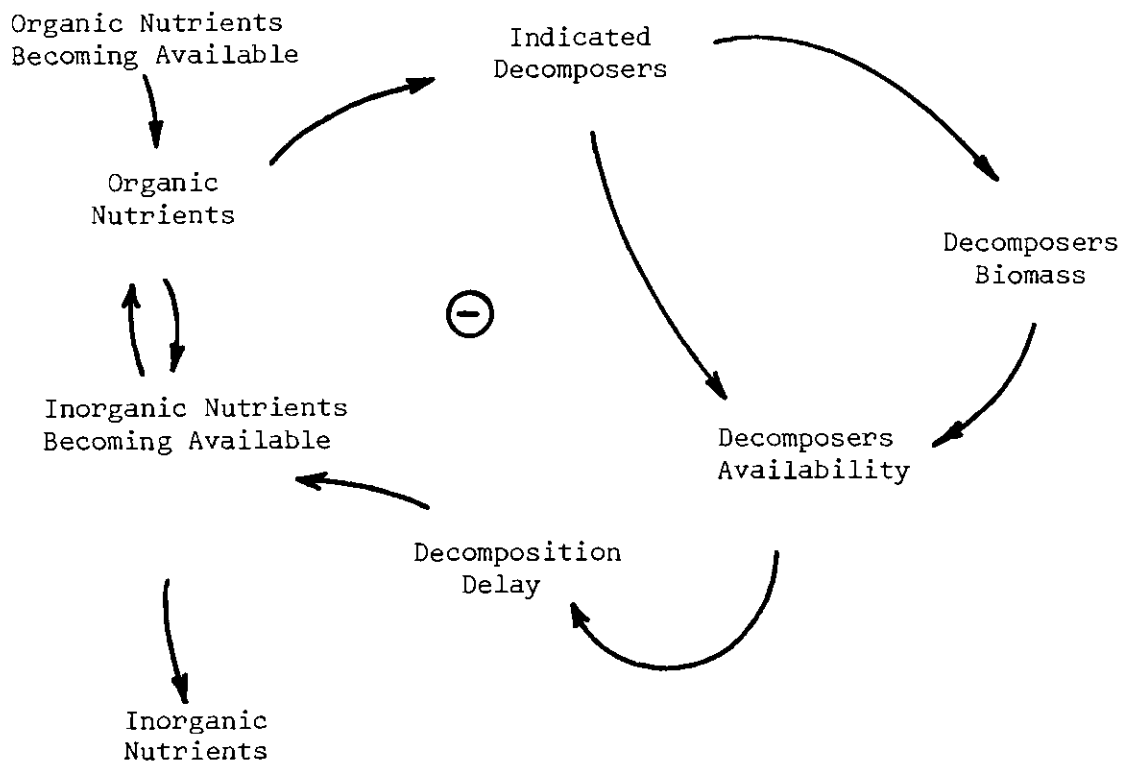 Organic Nutrients
Becoming Available
Indicated
Decomposers
Organic
Nutrients
Decomposers
Biomass
−
Inorganic Nutrients
Becoming Available
Decomposers
Availability
Decomposition
Delay
Inorganic
Nutrients